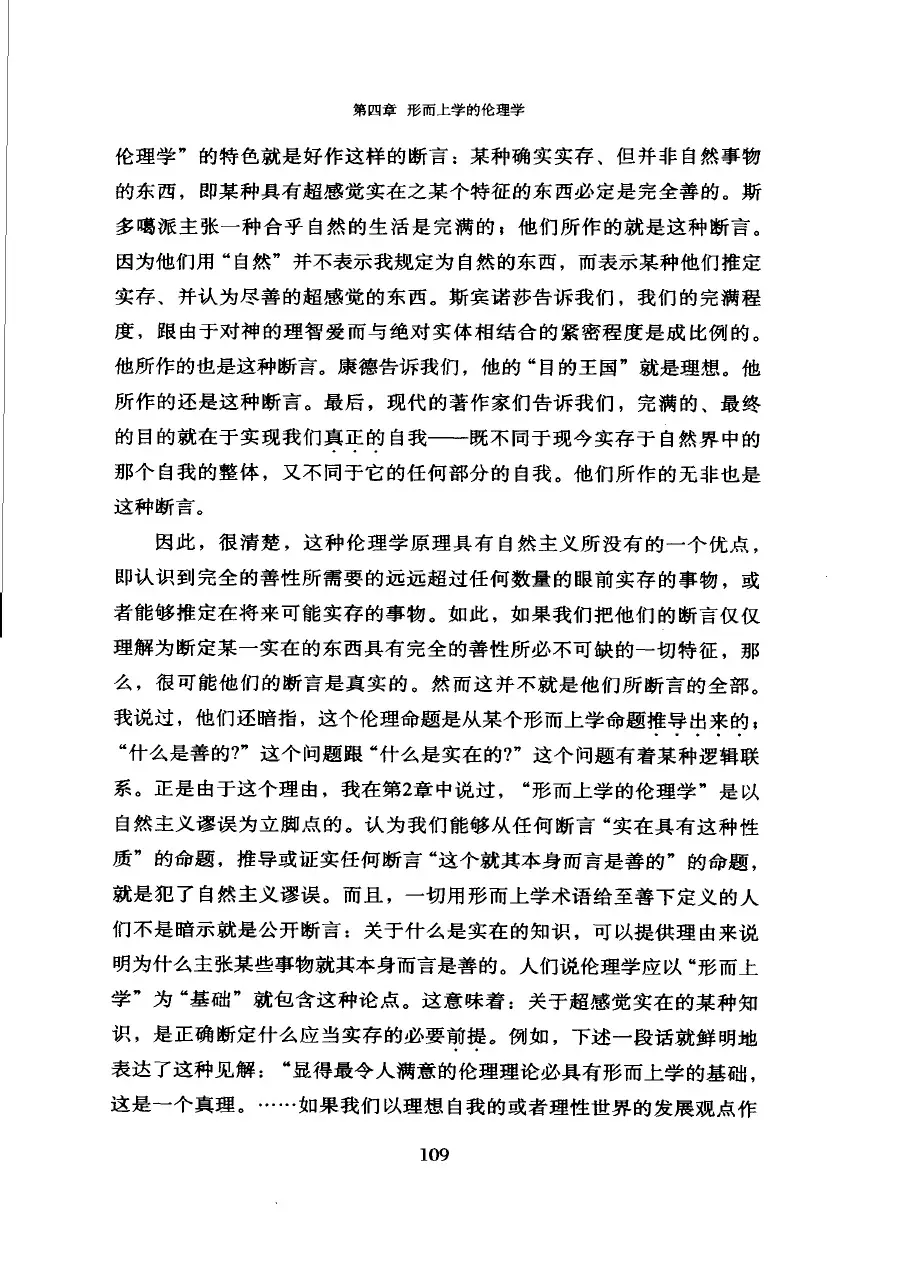 第四章 形而上学的伦理学
伦理学”的特色就是好作这样的断言：某种确实实存、但并非自然事物
的东西，即某种具有超感觉实在之某个特征的东西必定是完全善的。斯
多噶派主张一种合乎自然的生活是完满的；他们所作的就是这种断言。
因为他们用“自然”并不表示我规定为自然的东西，而表示某种他们推定
实存、并认为尽善的超感觉的东西。斯宾诺莎告诉我们，我们的完满程
度，跟由于对神的理智爱而与绝对实体相结合的紧密程度是成比例的。
他所作的也是这种断言。康德告诉我们，他的“目的王国”就是理想。他
所作的还是这种断言。最后，现代的著作家们告诉我们，完满的、最终
的目的就在于实现我们真正的自我——既不同于现今实存于自然界中的
那个自我的整体，又不同于它的任何部分的自我。他们所作的无非也是
这种断言。
因此，很清楚，这种伦理学原理具有自然主义所没有的一个优点，
即认识到完全的善性所需要的远远超过任何数量的眼前实存的事物，或
者能够推定在将来可能实存的事物。如此，如果我们把他们的断言仅仅
理解为断定某一实在的东西具有完全的善性所必不可缺的一切特征，那
么，很可能他们的断言是真实的。然而这并不就是他们所断言的全部。
我说过，他们还暗指，这个伦理命题是从某个形而上学命题推导出来的；
“什么是善的?”这个问题跟“什么是实在的?”这个问题有着某种逻辑联
系。正是由于这个理由，我在第2章中说过，“形而上学的伦理学”是以
自然主义谬误为立脚点的。认为我们能够从任何断言“实在具有这种性
质”的命题，推导或证实任何断言“这个就其本身而言是善的”的命题，
就是犯了自然主义谬误。而且，一切用形而上学术语给至善下定义的人
们不是暗示就是公开断言：关于什么是实在的知识，可以提供理由来说
明为什么主张某些事物就其本身而言是善的。人们说伦理学应以“形而上
学”为“基础”就包含这种论点。这意味着：关于超感觉实在的某种知
识，是正确断定什么应当实存的必要前提。例如，下述一段话就鲜明地
表达了这种见解：“显得最令人满意的伦理理论必具有形而上学的基础，
这是一个真理。……如果我们以理想自我的或者理性世界的发展观点作
109